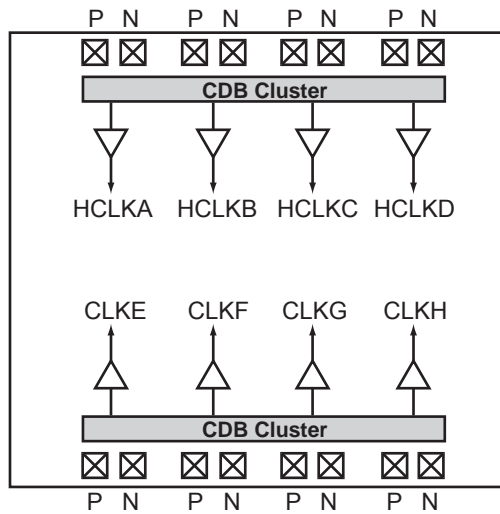 P N P N P N P N
CDB Cluster
HCLKA HCLKB HCLKC HCLKD
CLKE CLKF CLKG CLKH
CDB Cluster
P N P N P N P N